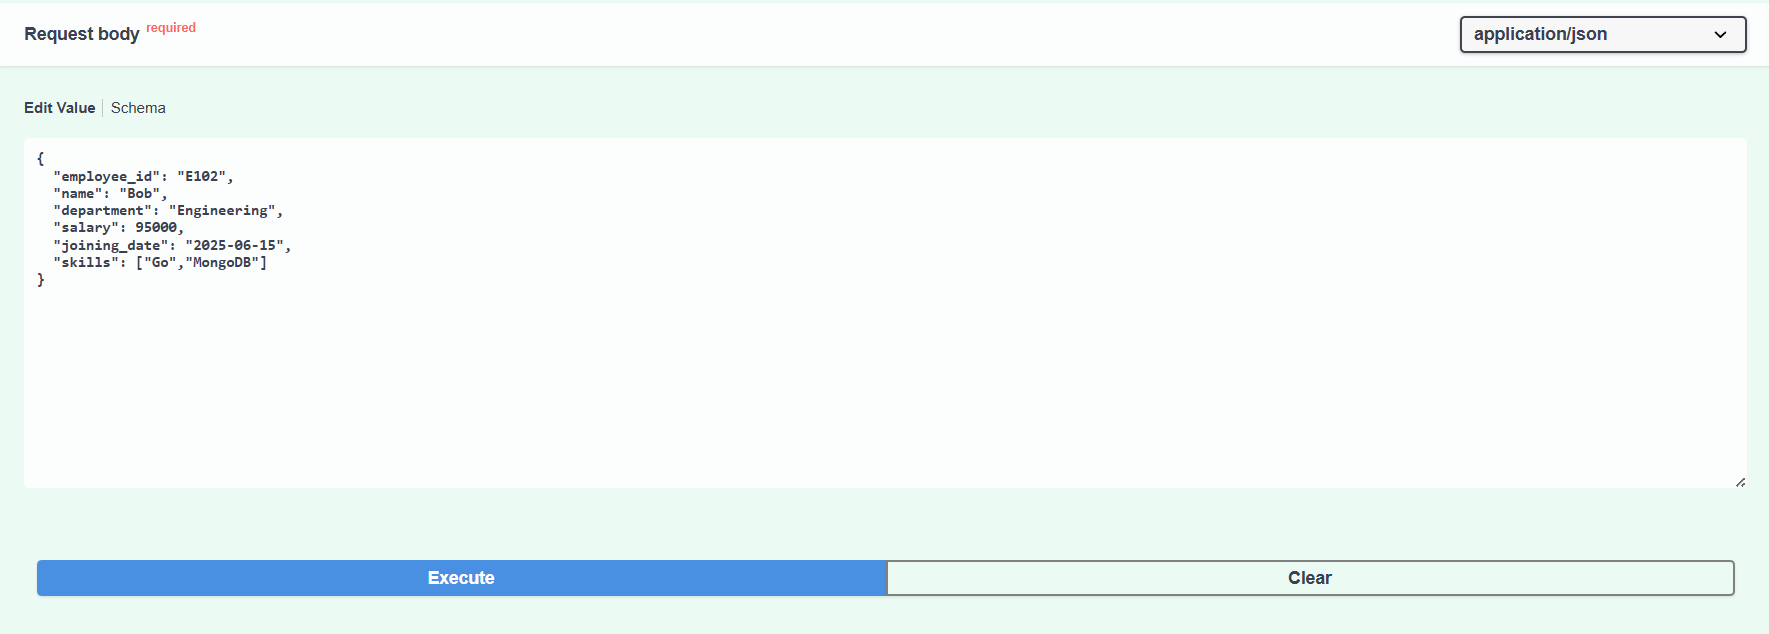 Request body required
application/json
Edit Value
Schema
{
  "employee_id": "E102",
  "name": "Bob",
  "department": "Engineering",
  "salary": 95000,
  "joining_date": "2025-06-15",
  "skills": ["Go","MongoDB"]
}
Execute
Clear